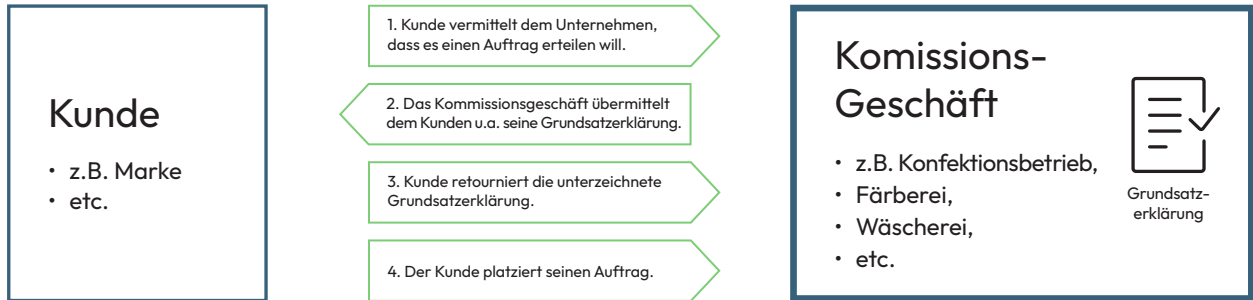 Kunde
• z.B. Marke
• etc.
1. Kunde vermittelt dem Unternehmen,
dass es einen Auftrag erteilen will.
2. Das Kommissionsgeschäft übermittelt
dem Kunden u.a. seine Grundsatzerklärung.
3. Kunde retourniert die unterzeichnete
Grundsatzerklärung.
4. Der Kunde platziert seinen Auftrag.
Komissions-
Geschäft
• z.B. Konfektionsbetrieb,
• Färberei,
• Wäscherei,
• etc.
Grundsatz-
erklärung